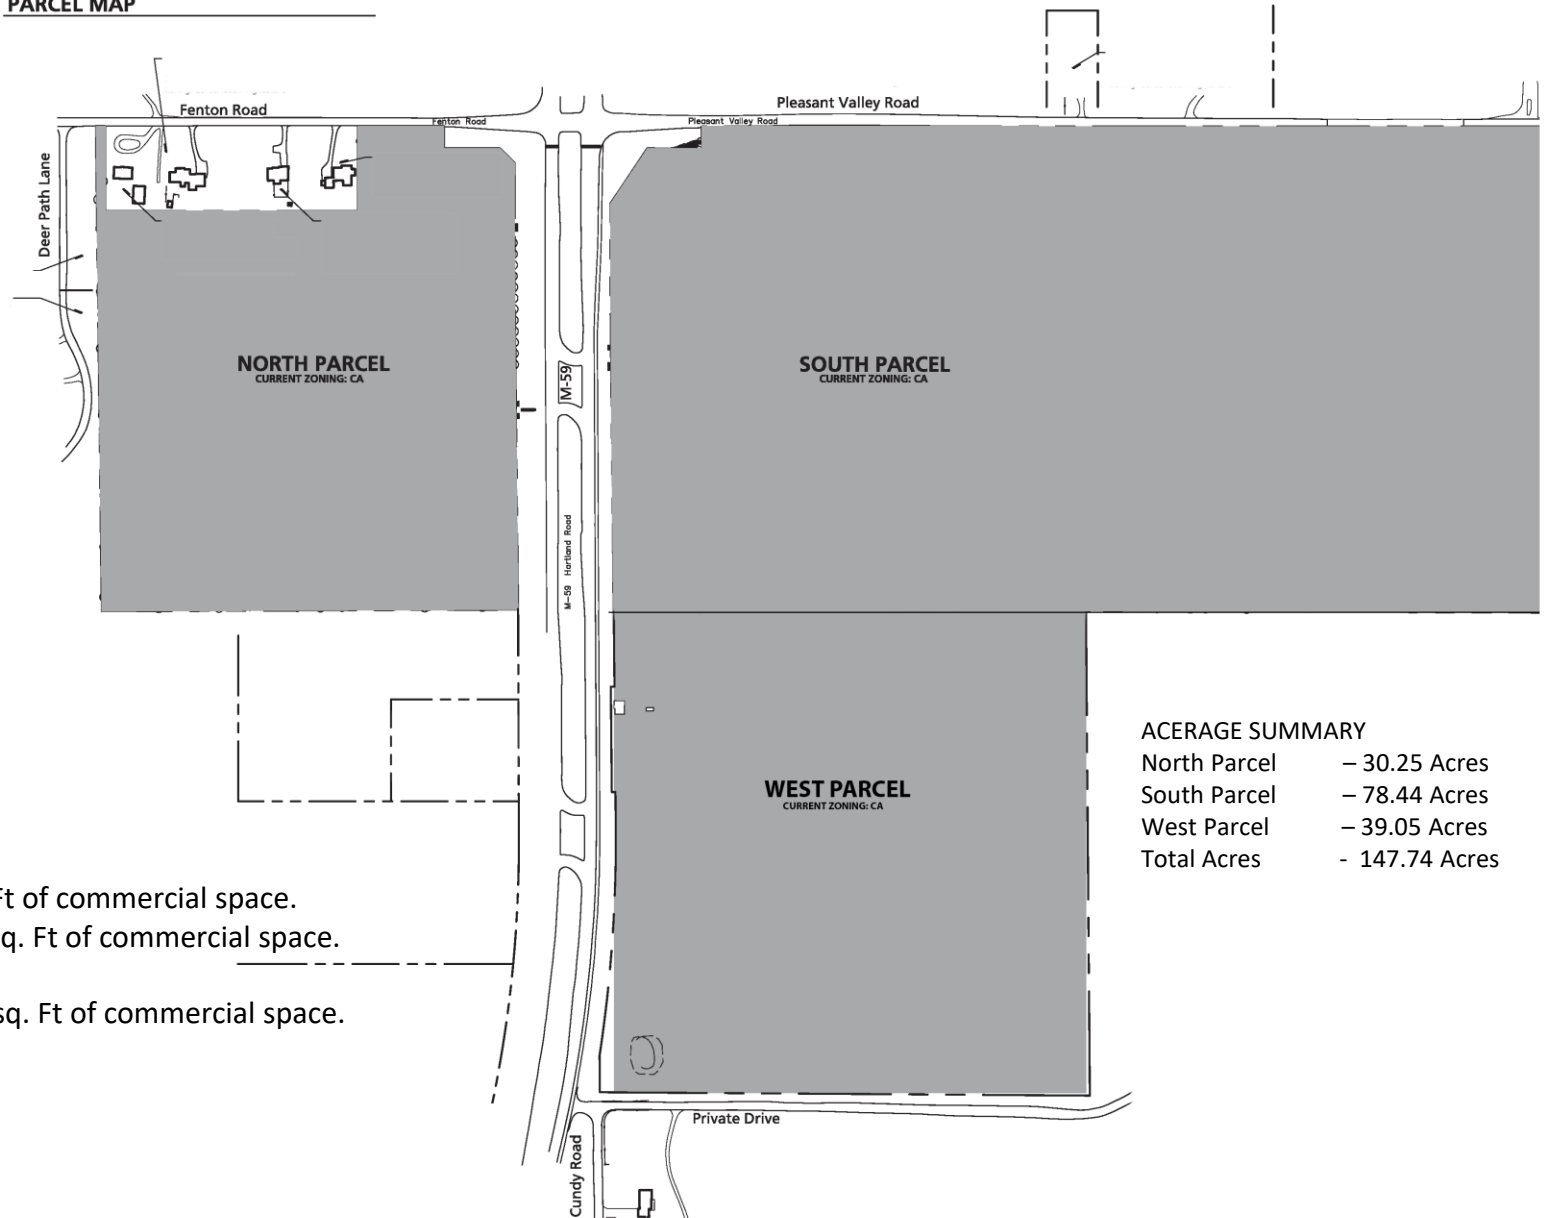 PARCEL MAP
Fenton Road
Pleasant Valley Road
Fenton Road
Pleasant Valley Road
Deer Path Lane
NORTH PARCEL
CURRENT ZONING: CA
M-59
SOUTH PARCEL
CURRENT ZONING: CA
M-59 Hartland Road
ACERAGE SUMMARY
North Parcel – 30.25 Acres
South Parcel – 78.44 Acres
West Parcel – 39.05 Acres
Total Acres - 147.74 Acres
WEST PARCEL
CURRENT ZONING: CA
Ft of commercial space.
q. Ft of commercial space.
sq. Ft of commercial space.
Private Drive
Cundy Road